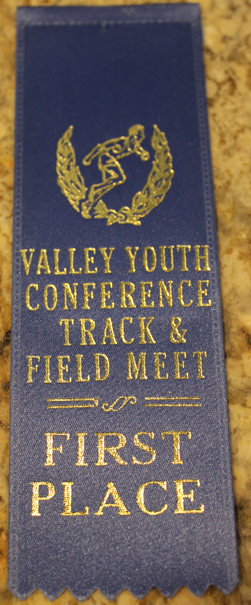 VALLEY YOUTH
CONFERENCE
TRACK &
FIELD MEET
FIRST
PLACE